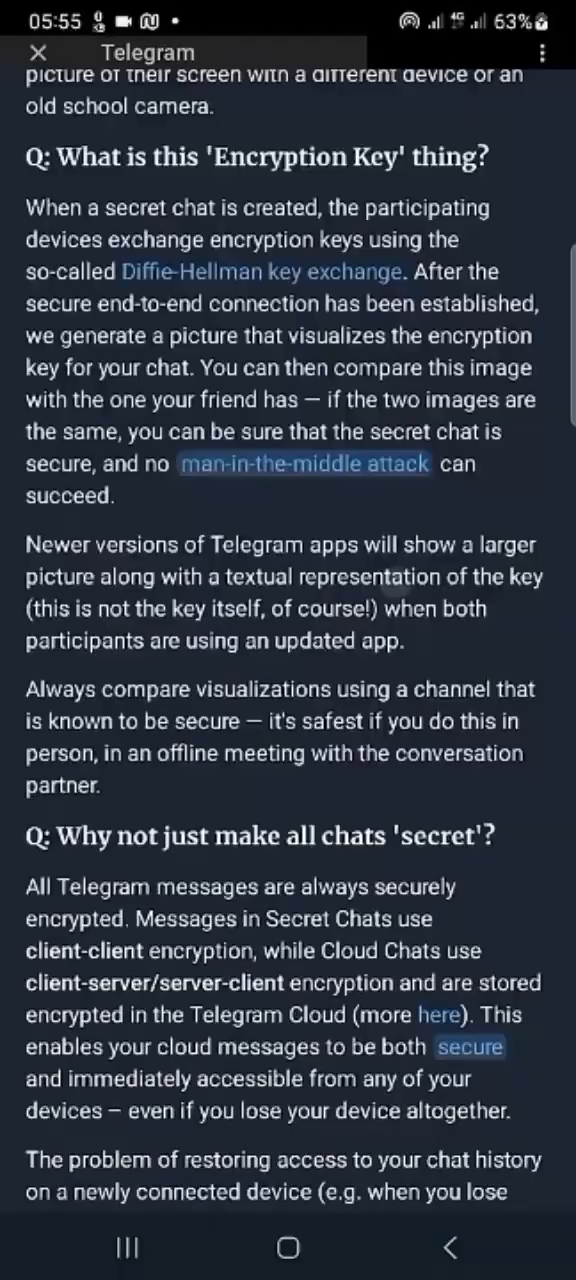 05:55
4G
63%
Telegram
picture of their screen with a different device or an
old school camera.
Q: What is this 'Encryption Key' thing?
When a secret chat is created, the participating
devices exchange encryption keys using the
so-called Diffie-Hellman key exchange. After the
secure end-to-end connection has been established,
we generate a picture that visualizes the encryption
key for your chat. You can then compare this image
with the one your friend has — if the two images are
the same, you can be sure that the secret chat is
secure, and no man-in-the-middle attack can
succeed.
Newer versions of Telegram apps will show a larger
picture along with a textual representation of the key
(this is not the key itself, of course!) when both
participants are using an updated app.
Always compare visualizations using a channel that
is known to be secure — it's safest if you do this in
person, in an offline meeting with the conversation
partner.
Q: Why not just make all chats 'secret'?
All Telegram messages are always securely
encrypted. Messages in Secret Chats use
client-client encryption, while Cloud Chats use
client-server/server-client encryption and are stored
encrypted in the Telegram Cloud (more here). This
enables your cloud messages to be both secure
and immediately accessible from any of your
devices – even if you lose your device altogether.
The problem of restoring access to your chat history
on a newly connected device (e.g. when you lose